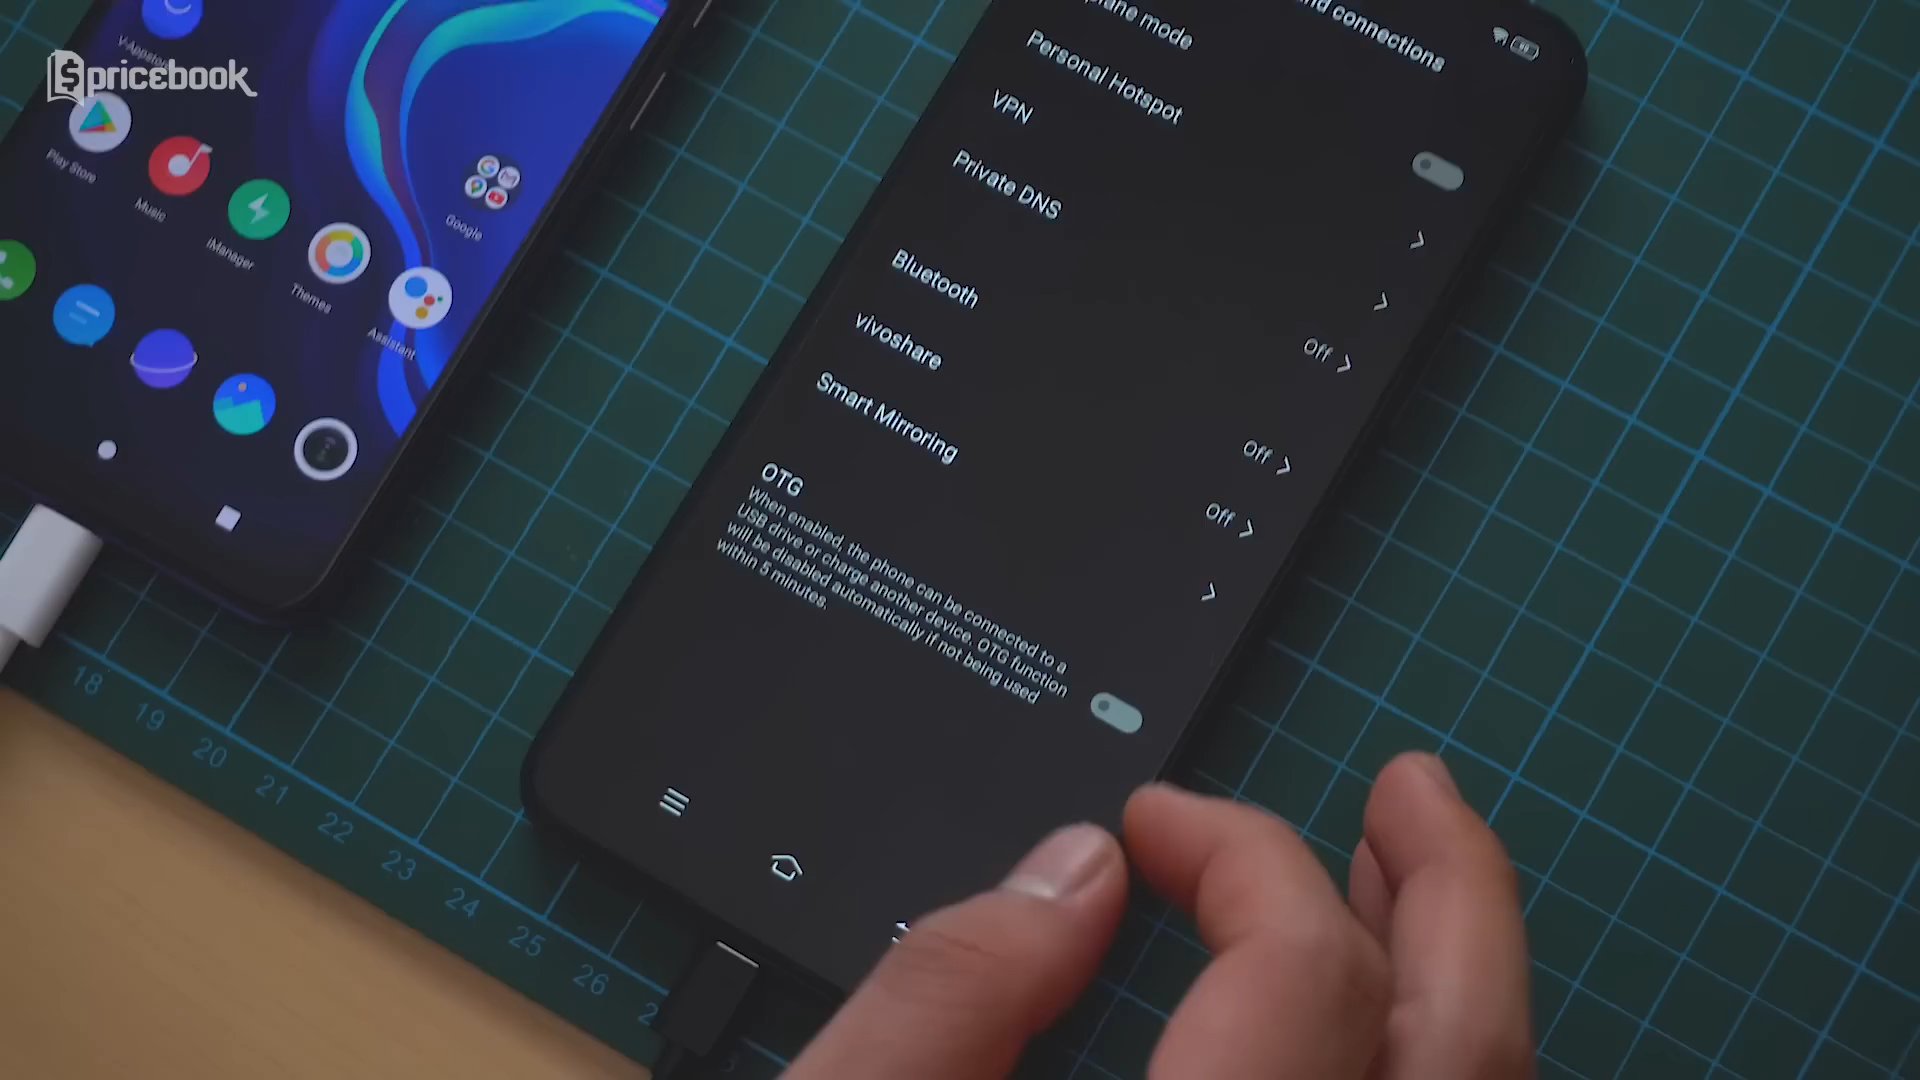 pricebook
V-Appstore
Play Store
Music
iManager
Themes
Assistant
Google
connections
mode
Personal Hotspot
VPN
Private DNS
Bluetooth
Off
vivoshare
Off
Smart Mirroring
Off
OTG
When enabled, the phone can be connected to a
USB drive or charge another device. OTG function
will be disabled automatically if not being used
within 5 minutes.
18
19
20
21
22
23
24
25
26